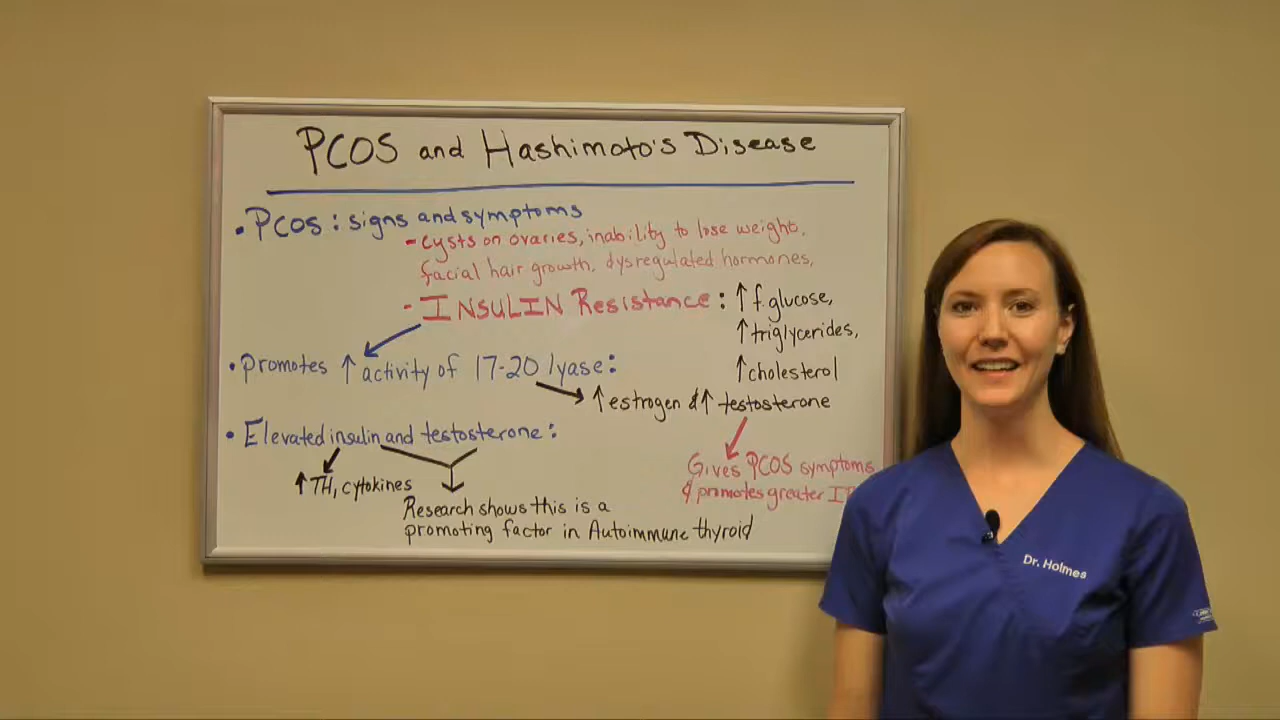 PCOS and Hashimoto's Disease
• PCOS: signs and symptoms
- cysts on ovaries, inability to lose weight,
facial hair growth, dysregulated hormones,
- INSULIN Resistance: ↑ f. glucose,
↑ triglycerides,
↑ cholesterol
• Promotes ↑ activity of 17-20 lyase:
↑ estrogen & ↑ testosterone
• Elevated insulin and testosterone:
Gives PCOS symptoms
& promotes greater
↑ TH, cytokines
Research shows this is a
promoting factor in Autoimmune thyroid
Dr. Holmes